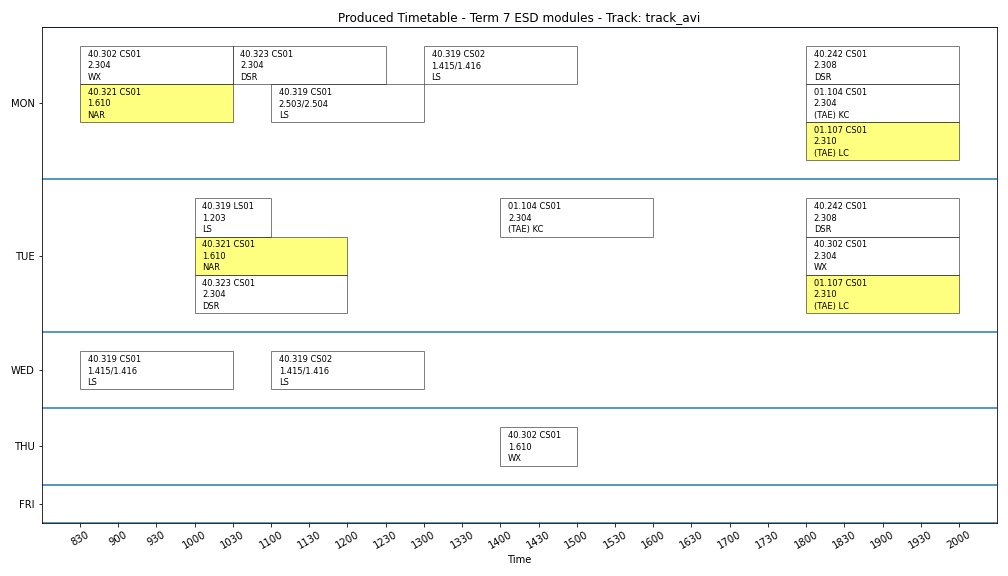 Produced Timetable - Term 7 ESD modules - Track: track_avi
MON
40.302 CS01
2.304
WX
40.323 CS01
2.304
DSR
40.319 CS02
1.415/1.416
LS
40.242 CS01
2.308
DSR
40.321 CS01
1.610
NAR
40.319 CS01
2.503/2.504
LS
01.104 CS01
2.304
(TAE) KC
01.107 CS01
2.310
(TAE) LC
TUE
40.319 LS01
1.203
LS
01.104 CS01
2.304
(TAE) KC
40.242 CS01
2.308
DSR
40.321 CS01
1.610
NAR
40.302 CS01
2.304
WX
40.323 CS01
2.304
DSR
01.107 CS01
2.310
(TAE) LC
WED
40.319 CS01
1.415/1.416
LS
40.319 CS02
1.415/1.416
LS
THU
40.302 CS01
1.610
WX
FRI
830 900 930 1000 1030 1100 1130 1200 1230 1300 1330 1400 1430 1500 1530 1600 1630 1700 1730 1800 1830 1900 1930 2000
Time